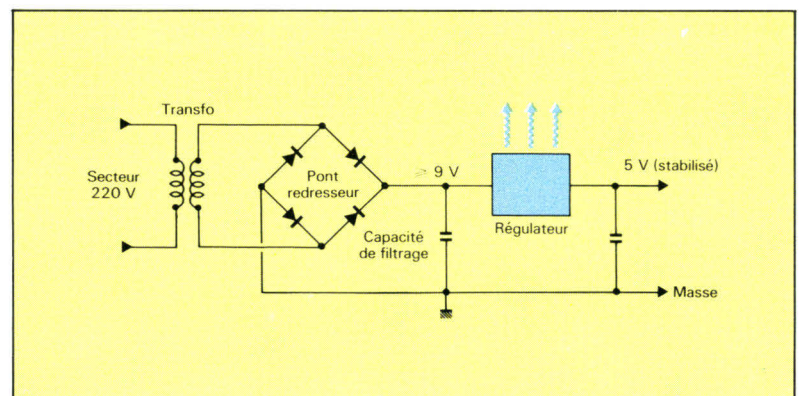 Transfo
Secteur
220 V
Pont
redresseur
≥ 9 V
Capacité
de filtrage
Régulateur
5 V (stabilisé)
Masse